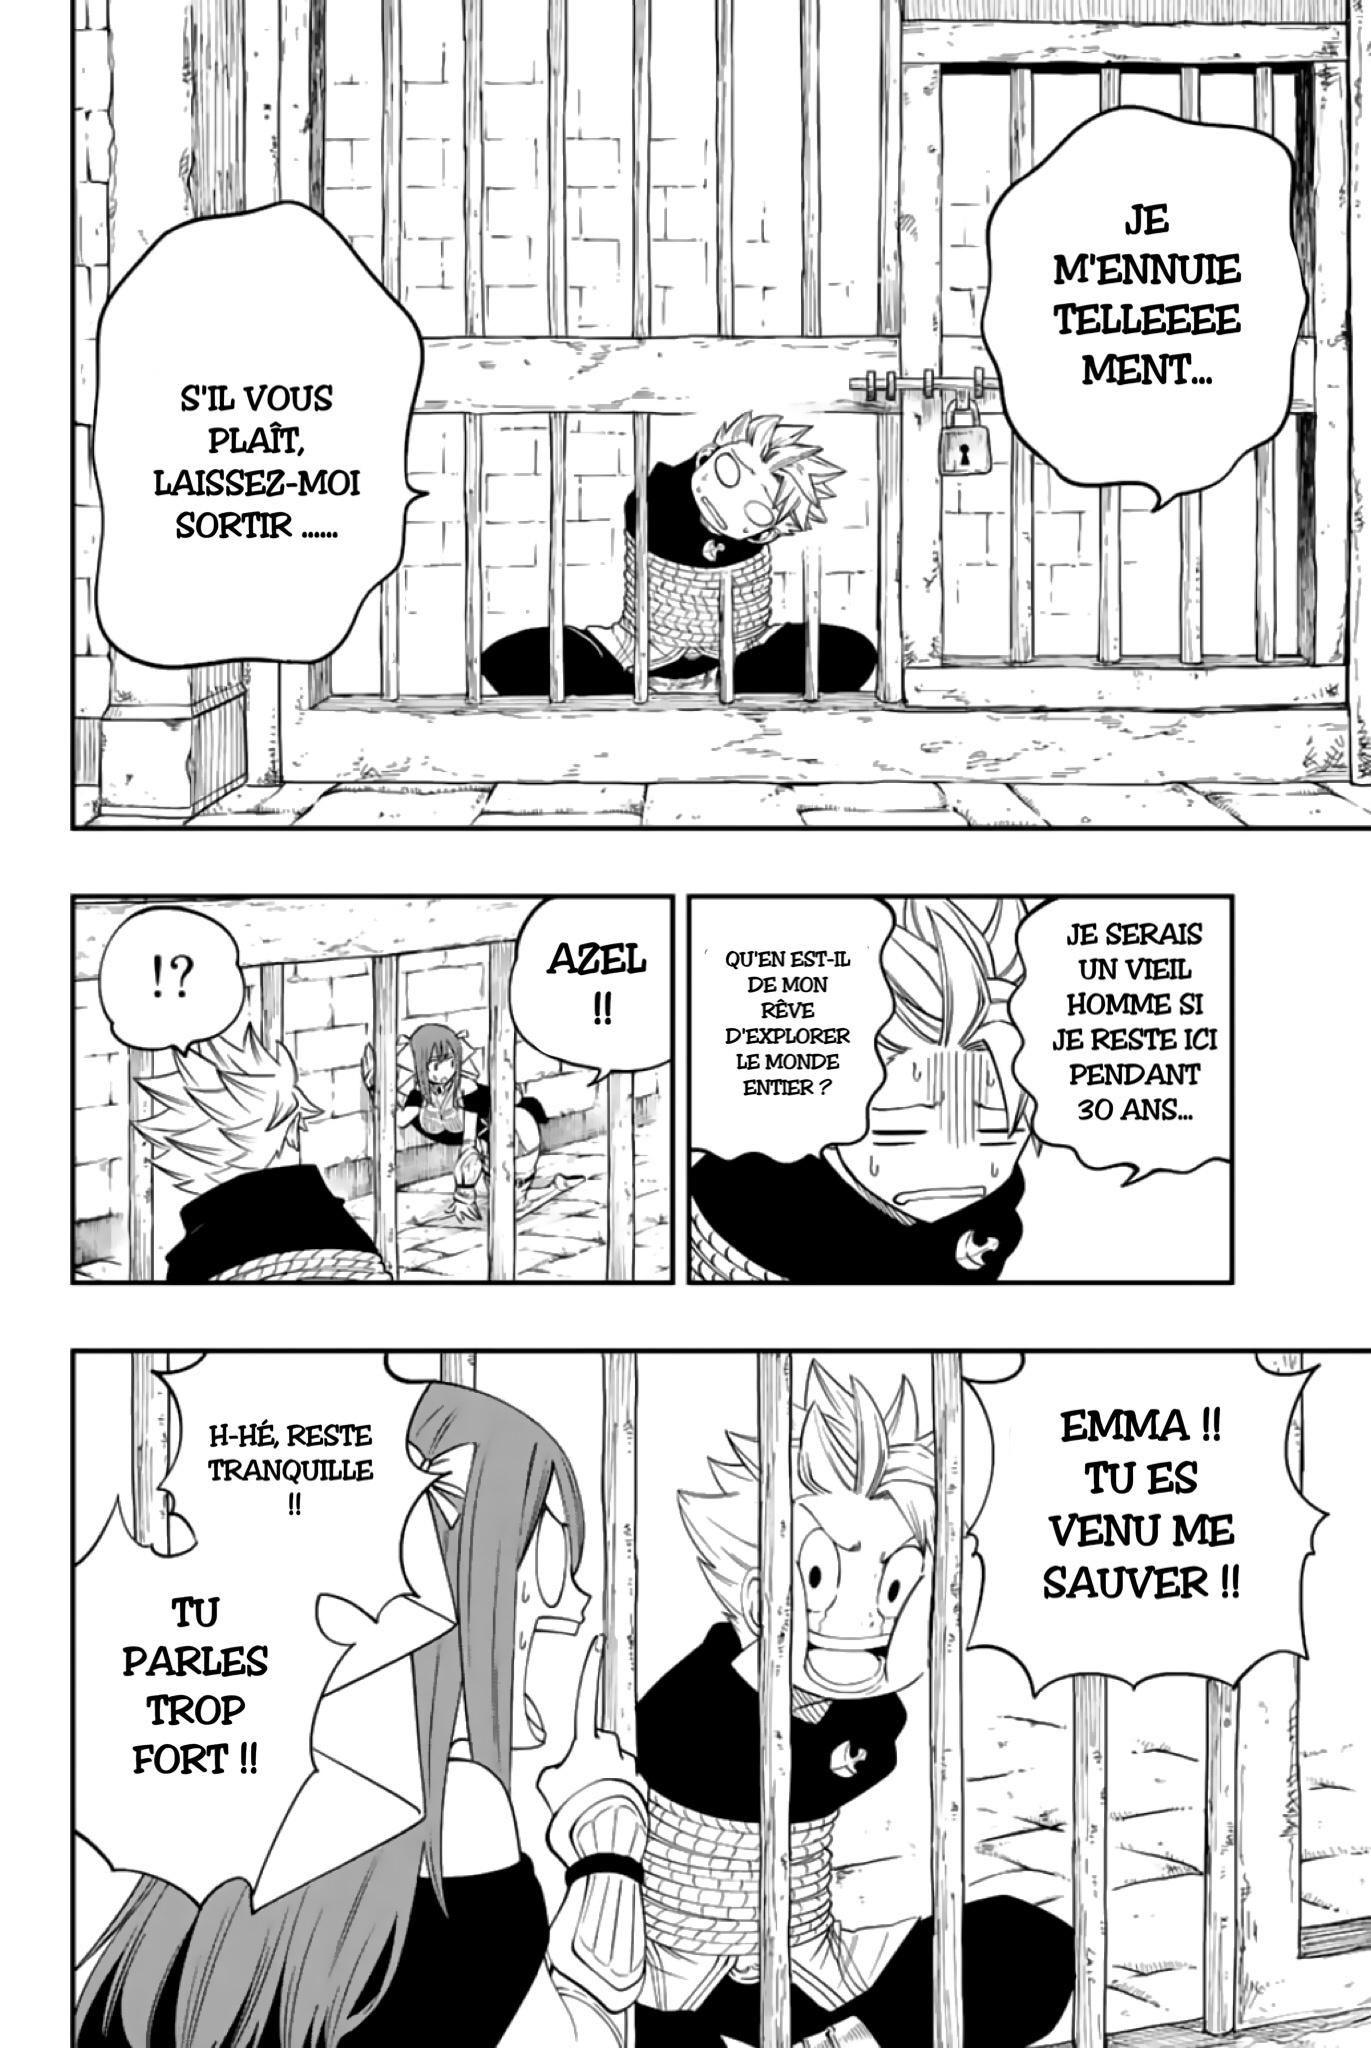 JE
M'ENNUIE
TELLEEEE
MENT...
S'IL VOUS
PLAÎT,
LAISSEZ-MOI
SORTIR ......
JE SERAIS
UN VIEIL
HOMME SI
JE RESTE ICI
PENDANT
30 ANS...
QU'EN EST-IL
DE MON
RÊVE
D'EXPLORER
LE MONDE
ENTIER ?
AZEL
!!
!?
EMMA !!
TU ES
VENU ME
SAUVER !!
H-HÉ, RESTE
TRANQUILLE
!!
TU
PARLES
TROP
FORT !!